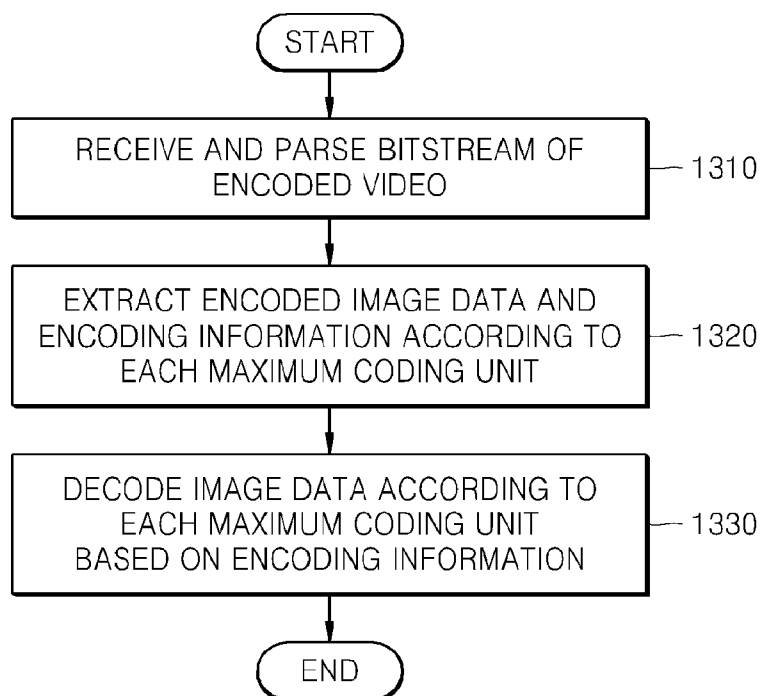 START
RECEIVE AND PARSE BITSTREAM OF
ENCODED VIDEO
1310
EXTRACT ENCODED IMAGE DATA AND
ENCODING INFORMATION ACCORDING TO
EACH MAXIMUM CODING UNIT
1320
DECODE IMAGE DATA ACCORDING TO
EACH MAXIMUM CODING UNIT
BASED ON ENCODING INFORMATION
1330
END